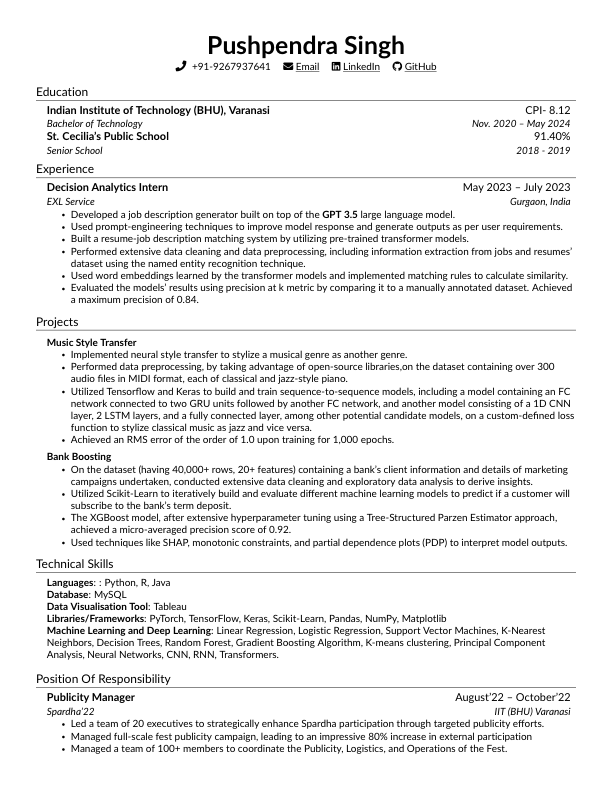 Pushpendra Singh
+91-9267937641 Email LinkedIn GitHub
Education
Indian Institute of Technology (BHU), Varanasi CPI- 8.12
Bachelor of Technology Nov. 2020 – May 2024
St. Cecilia's Public School 91.40%
Senior School 2018 - 2019
Experience
Decision Analytics Intern May 2023 – July 2023
EXL Service Gurgaon, India
• Developed a job description generator built on top of the GPT 3.5 large language model.
• Used prompt-engineering techniques to improve model response and generate outputs as per user requirements.
• Built a resume-job description matching system by utilizing pre-trained transformer models.
• Performed extensive data cleaning and data preprocessing, including information extraction from jobs and resumes'
dataset using the named entity recognition technique.
• Used word embeddings learned by the transformer models and implemented matching rules to calculate similarity.
• Evaluated the models' results using precision at k metric by comparing it to a manually annotated dataset. Achieved
a maximum precision of 0.84.
Projects
Music Style Transfer
• Implemented neural style transfer to stylize a musical genre as another genre.
• Performed data preprocessing, by taking advantage of open-source libraries,on the dataset containing over 300
audio files in MIDI format, each of classical and jazz-style piano.
• Utilized Tensorflow and Keras to build and train sequence-to-sequence models, including a model containing an FC
network connected to two GRU units followed by another FC network, and another model consisting of a 1D CNN
layer, 2 LSTM layers, and a fully connected layer, among other potential candidate models, on a custom-defined loss
function to stylize classical music as jazz and vice versa.
• Achieved an RMS error of the order of 1.0 upon training for 1,000 epochs.
Bank Boosting
• On the dataset (having 40,000+ rows, 20+ features) containing a bank's client information and details of marketing
campaigns undertaken, conducted extensive data cleaning and exploratory data analysis to derive insights.
• Utilized Scikit-Learn to iteratively build and evaluate different machine learning models to predict if a customer will
subscribe to the bank's term deposit.
• The XGBoost model, after extensive hyperparameter tuning using a Tree-Structured Parzen Estimator approach,
achieved a micro-averaged precision score of 0.92.
• Used techniques like SHAP, monotonic constraints, and partial dependence plots (PDP) to interpret model outputs.
Technical Skills
Languages: : Python, R, Java
Database: MySQL
Data Visualisation Tool: Tableau
Libraries/Frameworks: PyTorch, TensorFlow, Keras, Scikit-Learn, Pandas, NumPy, Matplotlib
Machine Learning and Deep Learning: Linear Regression, Logistic Regression, Support Vector Machines, K-Nearest
Neighbors, Decision Trees, Random Forest, Gradient Boosting Algorithm, K-means clustering, Principal Component
Analysis, Neural Networks, CNN, RNN, Transformers.
Position Of Responsibility
Publicity Manager August'22 – October'22
Spardha'22 IIT (BHU) Varanasi
• Led a team of 20 executives to strategically enhance Spardha participation through targeted publicity efforts.
• Managed full-scale fest publicity campaign, leading to an impressive 80% increase in external participation
• Managed a team of 100+ members to coordinate the Publicity, Logistics, and Operations of the Fest.